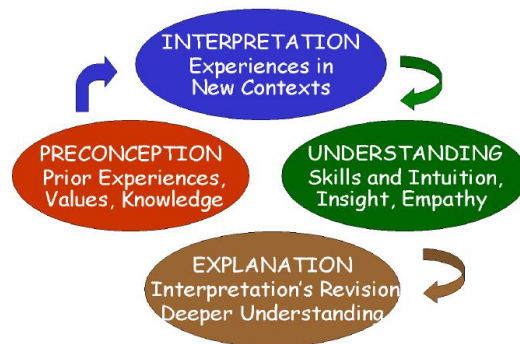 INTERPRETATION
Experiences in
New Contexts
PRECONCEPTION
Prior Experiences,
Values, Knowledge
UNDERSTANDING
Skills and Intuition,
Insight, Empathy
EXPLANATION
Interpretation's Revision
Deeper Understanding